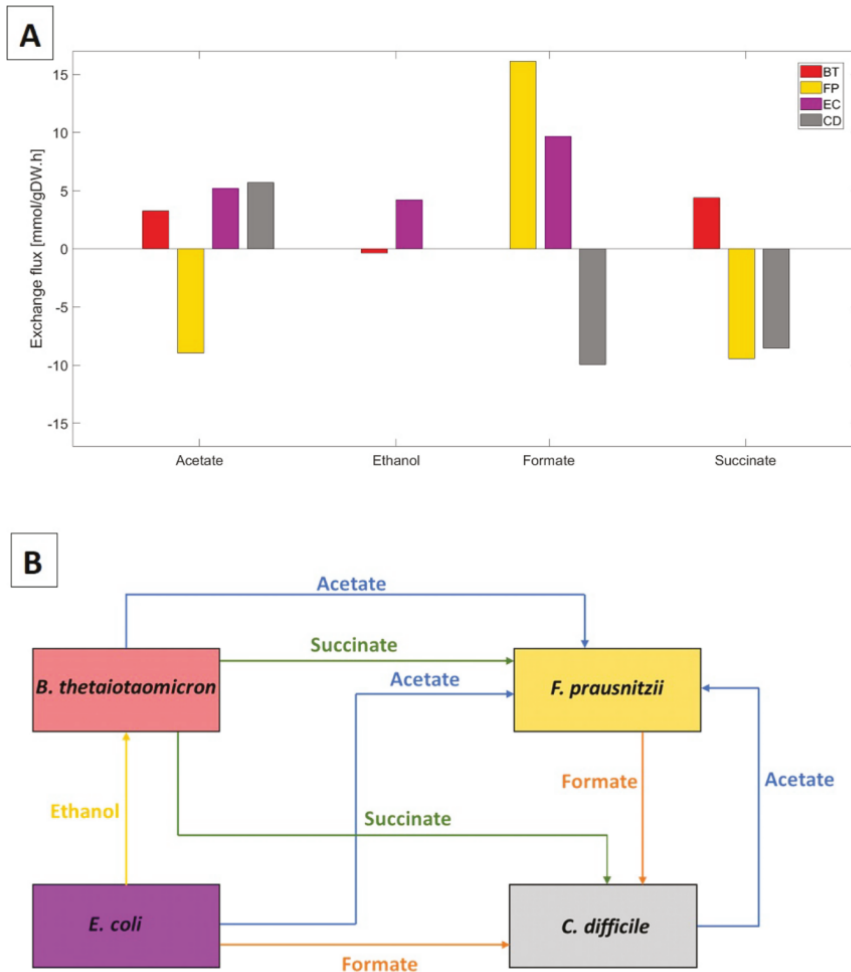 A
Exchange flux [mmol/gDW.h]
15
10
5
0
-5
-10
-15
BT
FP
EC
CD
Acetate
Ethanol
Formate
Succinate
B
Acetate
Succinate
B. thetaiotaomicron
Acetate
F. prausnitzii
Ethanol
Formate
Acetate
Succinate
E. coli
C. difficile
Formate